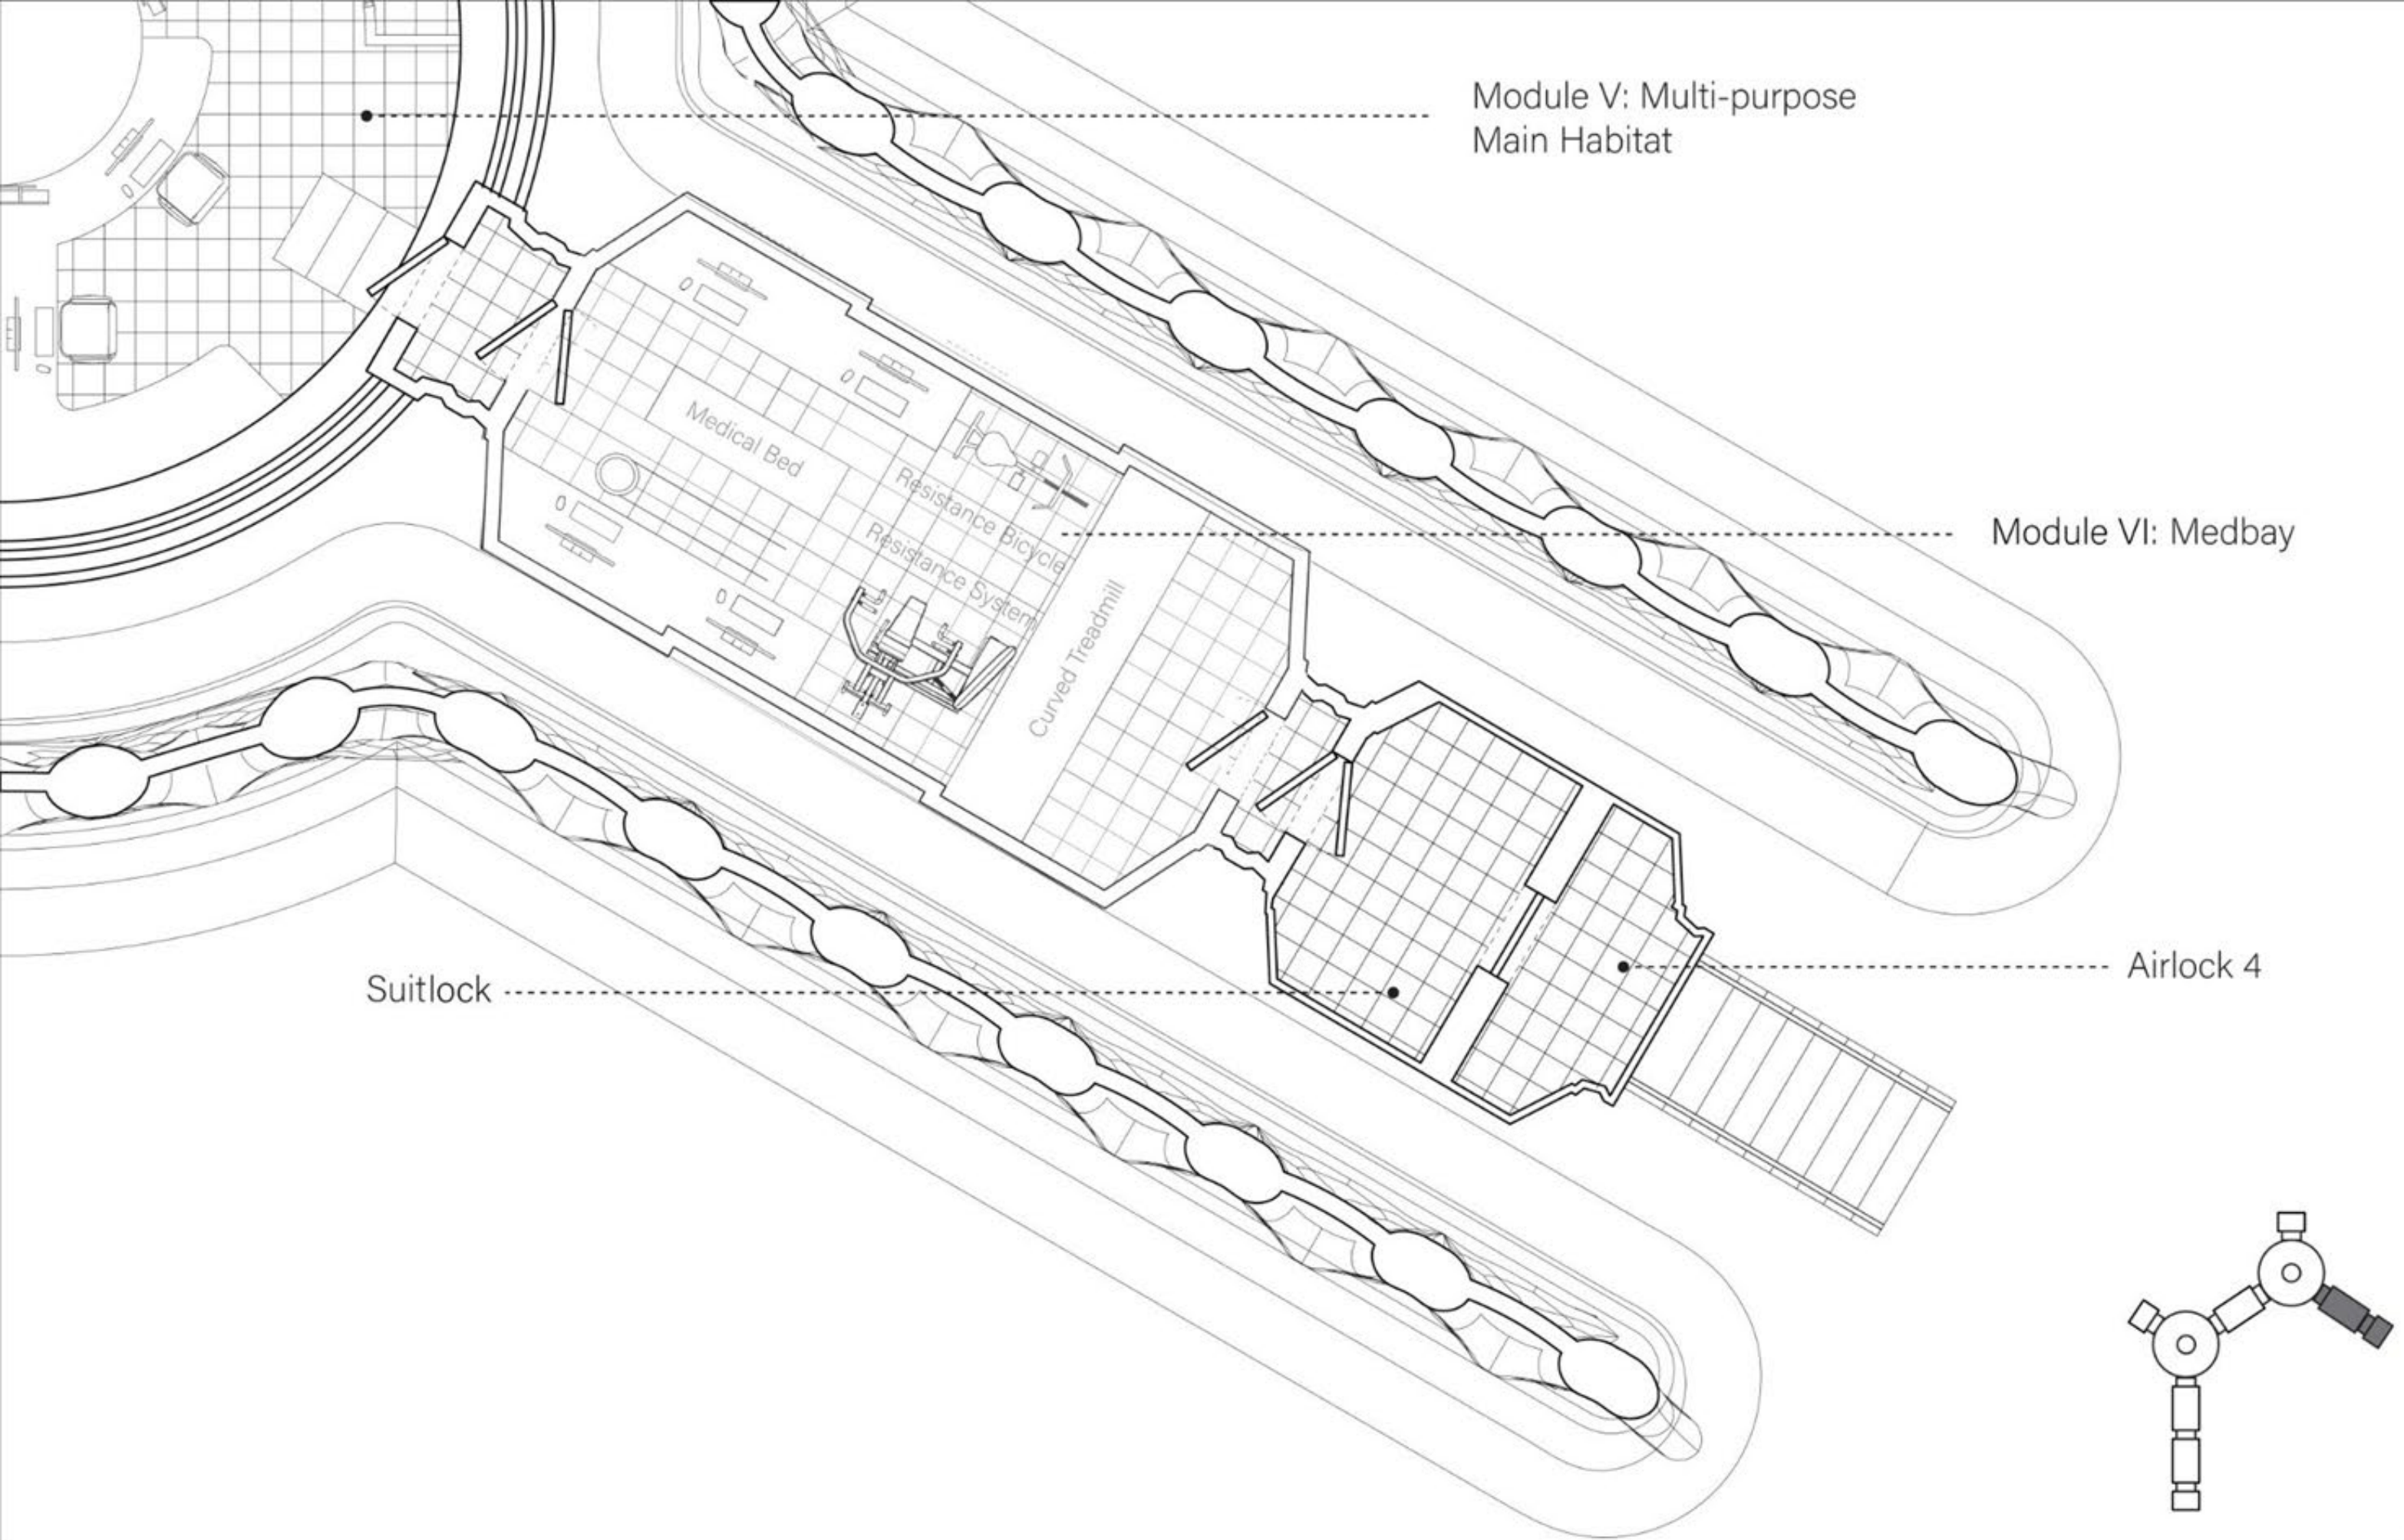 Module V: Multi-purpose
Main Habitat
Medical Bed
Resistance Bicycle
Resistance System
Module VI: Medbay
Curved Treadmill
Airlock 4
Suitlock